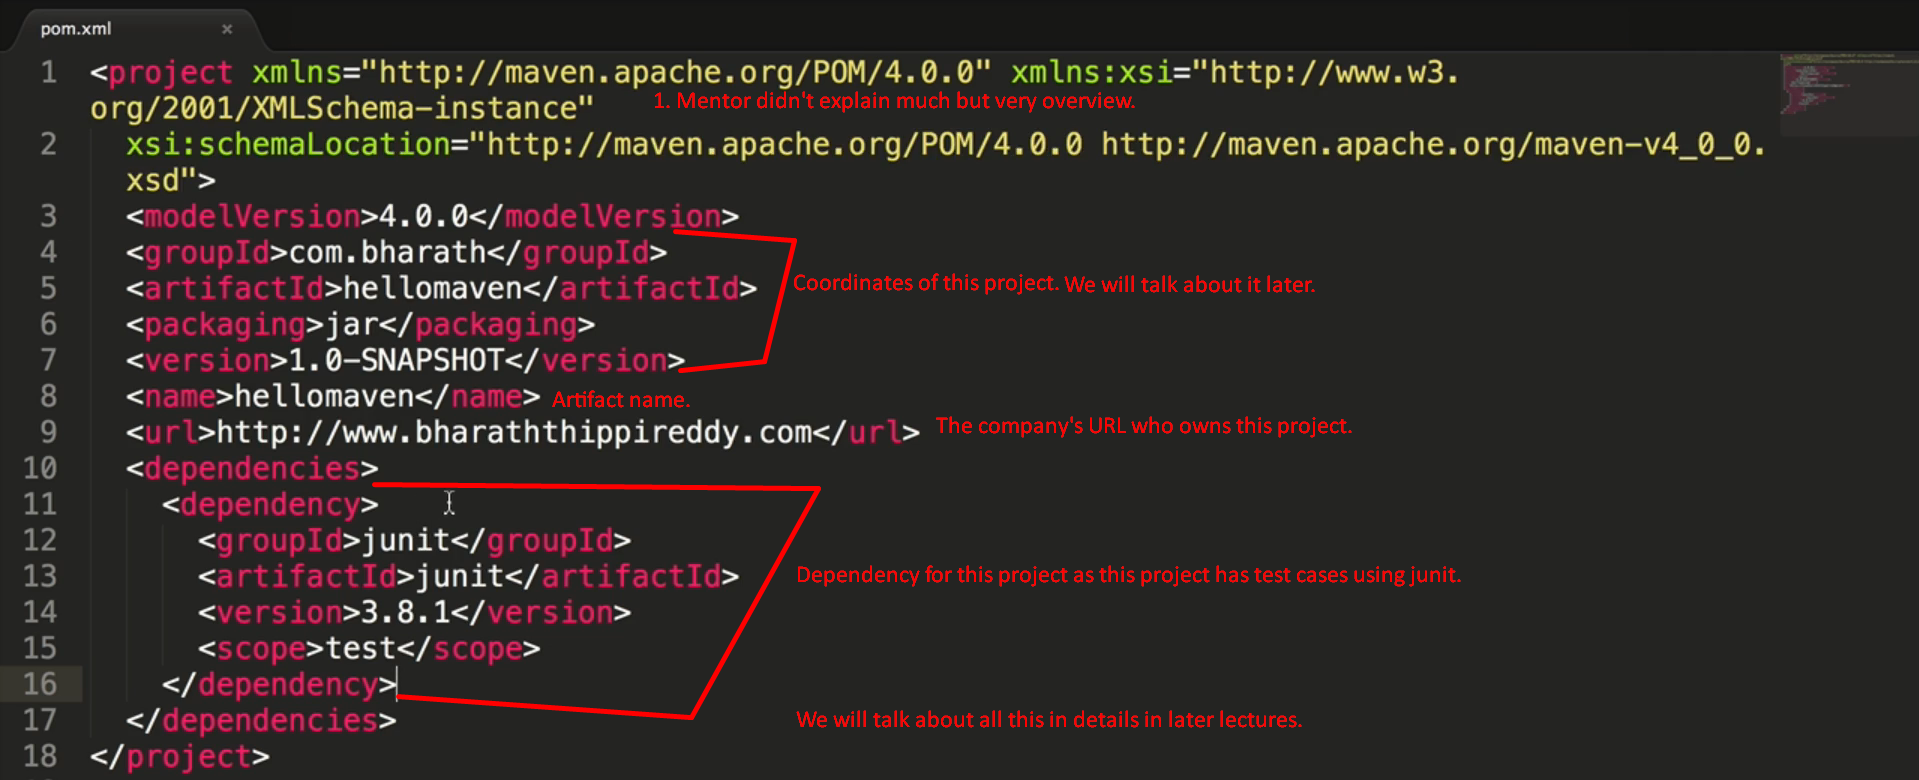 pom.xml ×
1 <project xmlns="http://maven.apache.org/POM/4.0.0" xmlns:xsi="http://www.w3.
org/2001/XMLSchema-instance" 1. Mentor didn't explain much but very overview.
2 xsi:schemaLocation="http://maven.apache.org/POM/4.0.0 http://maven.apache.org/maven-v4_0_0.
xsd">
3 <modelVersion>4.0.0</modelVersion>
4 <groupId>com.bharath</groupId>
5 <artifactId>hellomaven</artifactId> Coordinates of this project. We will talk about it later.
6 <packaging>jar</packaging>
7 <version>1.0-SNAPSHOT</version>
8 <name>hellomaven</name> Artifact name.
9 <url>http://www.bharaththippireddy.com</url> The company's URL who owns this project.
10 <dependencies>
11 <dependency>
12 <groupId>junit</groupId>
13 <artifactId>junit</artifactId> Dependency for this project as this project has test cases using junit.
14 <version>3.8.1</version>
15 <scope>test</scope>
16 </dependency>
17 </dependencies> We will talk about all this in details in later lectures.
18 </project>